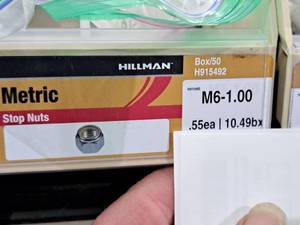 HILLMAN
Box/50
H915492
Metric
Stop Nuts
M6-1.00
.55ea | 10.49bx